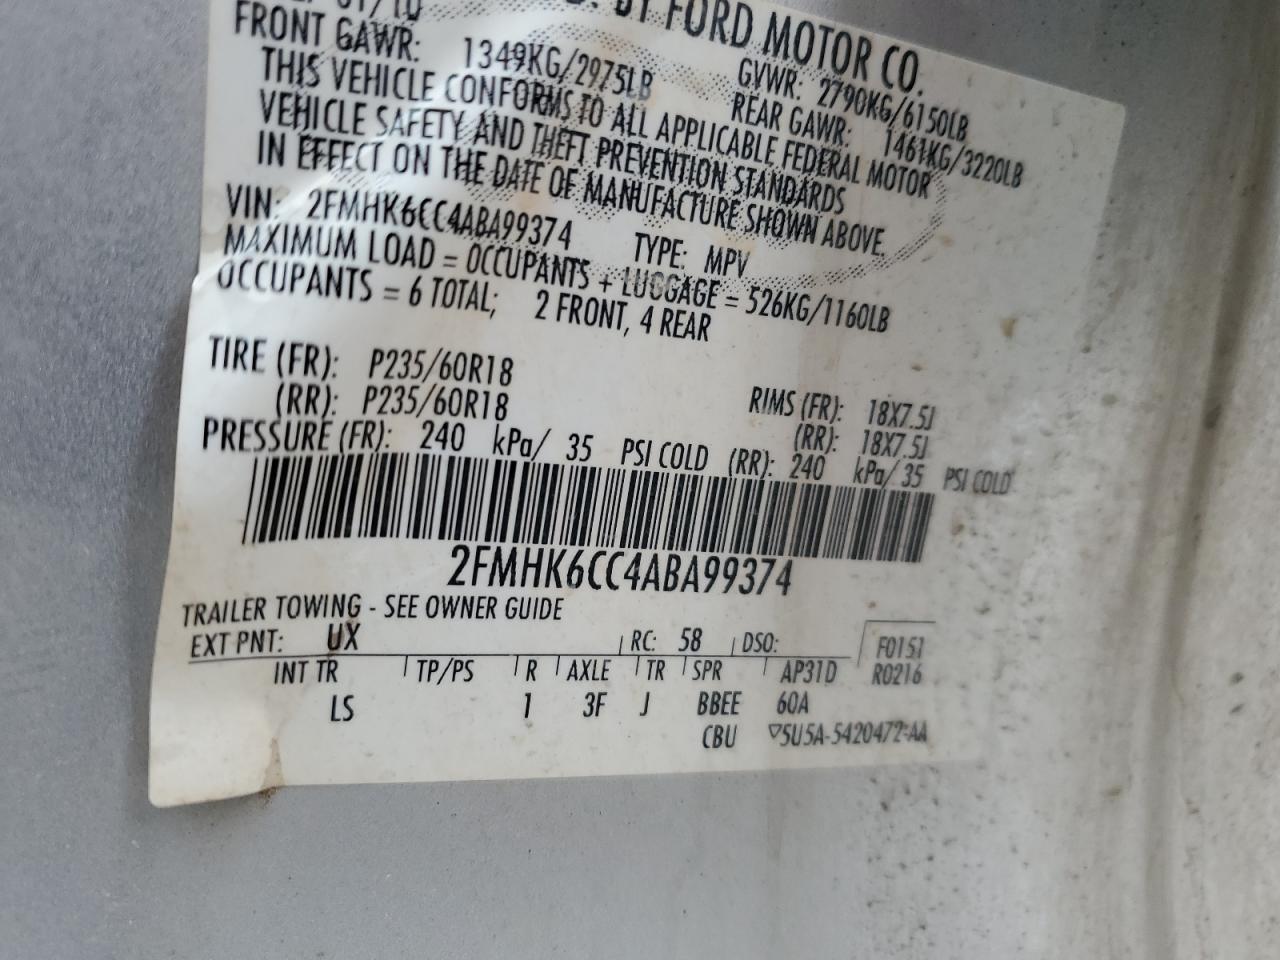 BY FORD MOTOR CO.
FRONT GAWR: 1349KG/2975LB GVWR: 2790KG/6150LB
REAR GAWR: 1461KG/3220LB
THIS VEHICLE CONFORMS TO ALL APPLICABLE FEDERAL MOTOR
VEHICLE SAFETY AND THEFT PREVENTION STANDARDS
IN EFFECT ON THE DATE OF MANUFACTURE SHOWN ABOVE.
VIN: 2FMHK6CC4ABA99374 TYPE: MPV
MAXIMUM LOAD = OCCUPANTS + LUGGAGE = 526KG/1160LB
OCCUPANTS = 6 TOTAL; 2 FRONT, 4 REAR
TIRE (FR): P235/60R18 RIMS (FR): 18X7.5J
(RR): P235/60R18 (RR): 18X7.5J
PRESSURE (FR): 240 kPa/ 35 PSI COLD (RR): 240 kPa/ 35 PSI COLD
2FMHK6CC4ABA99374
TRAILER TOWING - SEE OWNER GUIDE
EXT PNT: UX RC: 58 DSO: F0151
INT TR TP/PS R AXLE TR SPR AP31D R0216
LS 1 3F J BBEE 60A
CBU ▽5U5A-5420472-AA